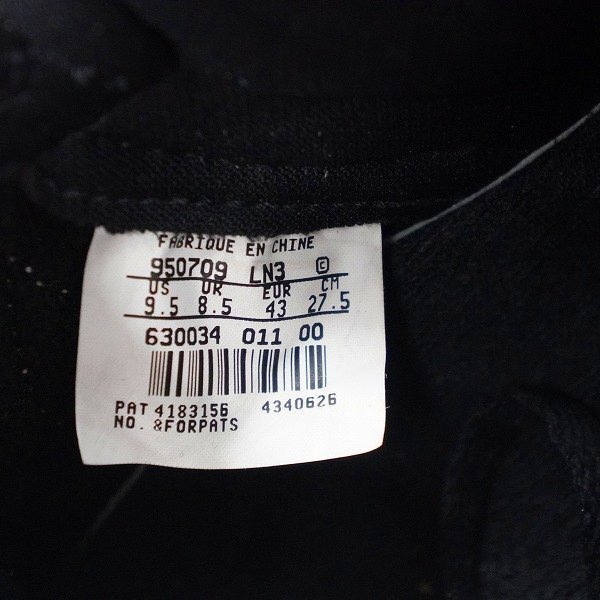 FABRIQUE EN CHINE
950709 LN3 ©
US UK EUR CM
9.5 8.5 43 27.5
630034 011 00
PAT 4183156 4340626
NO. &FORPATS